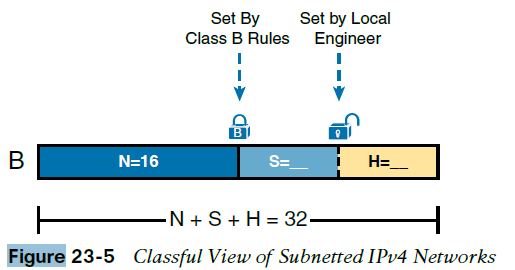 Set By
Class B Rules
Set by Local
Engineer
B
B
N=16
S=__
H=__
N + S + H = 32
Figure 23-5 Classful View of Subnetted IPv4 Networks